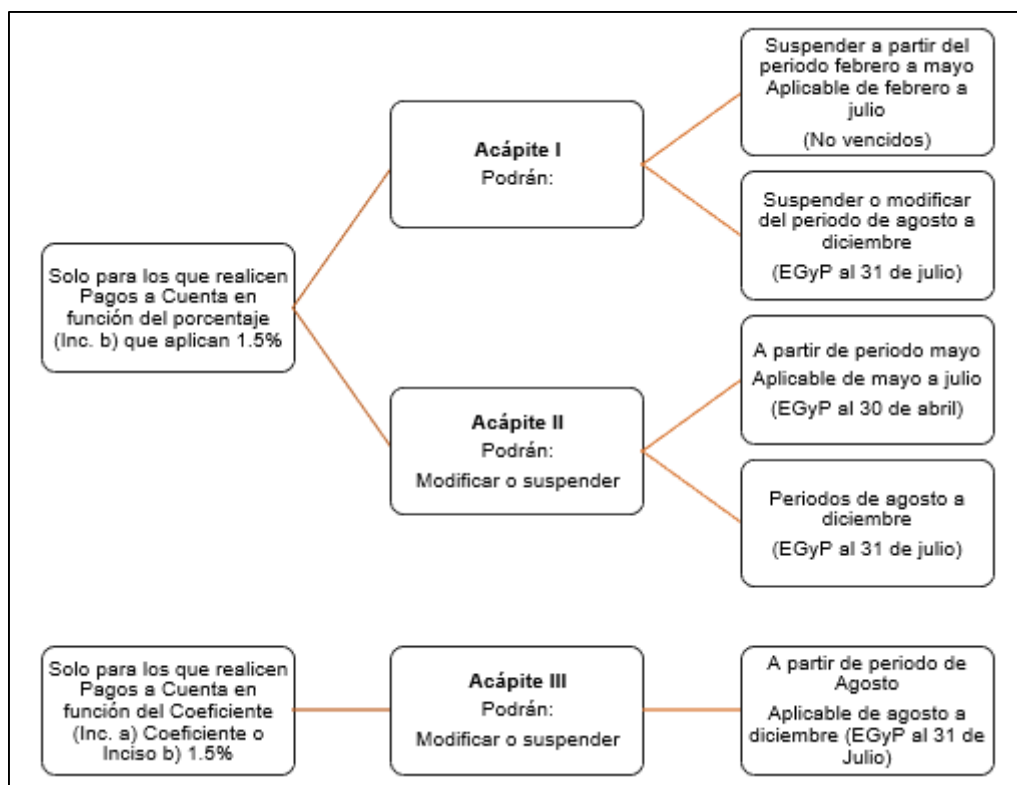 Solo para los que realicen
Pagos a Cuenta en
función del porcentaje
(Inc. b) que aplican 1.5%
Acápite I
Podrán:
Suspender a partir del
periodo febrero a mayo
Aplicable de febrero a
julio
(No vencidos)
Suspender o modificar
del periodo de agosto a
diciembre
(EGyP al 31 de julio)
Acápite II
Podrán:
Modificar o suspender
A partir de periodo mayo
Aplicable de mayo a julio
(EGyP al 30 de abril)
Periodos de agosto a
diciembre
(EGyP al 31 de julio)
Solo para los que realicen
Pagos a Cuenta en
función del Coeficiente
(Inc. a) Coeficiente o
Inciso b) 1.5%
Acápite III
Podrán:
Modificar o suspender
A partir de periodo de
Agosto
Aplicable de agosto a
diciembre (EGyP al 31 de
Julio)